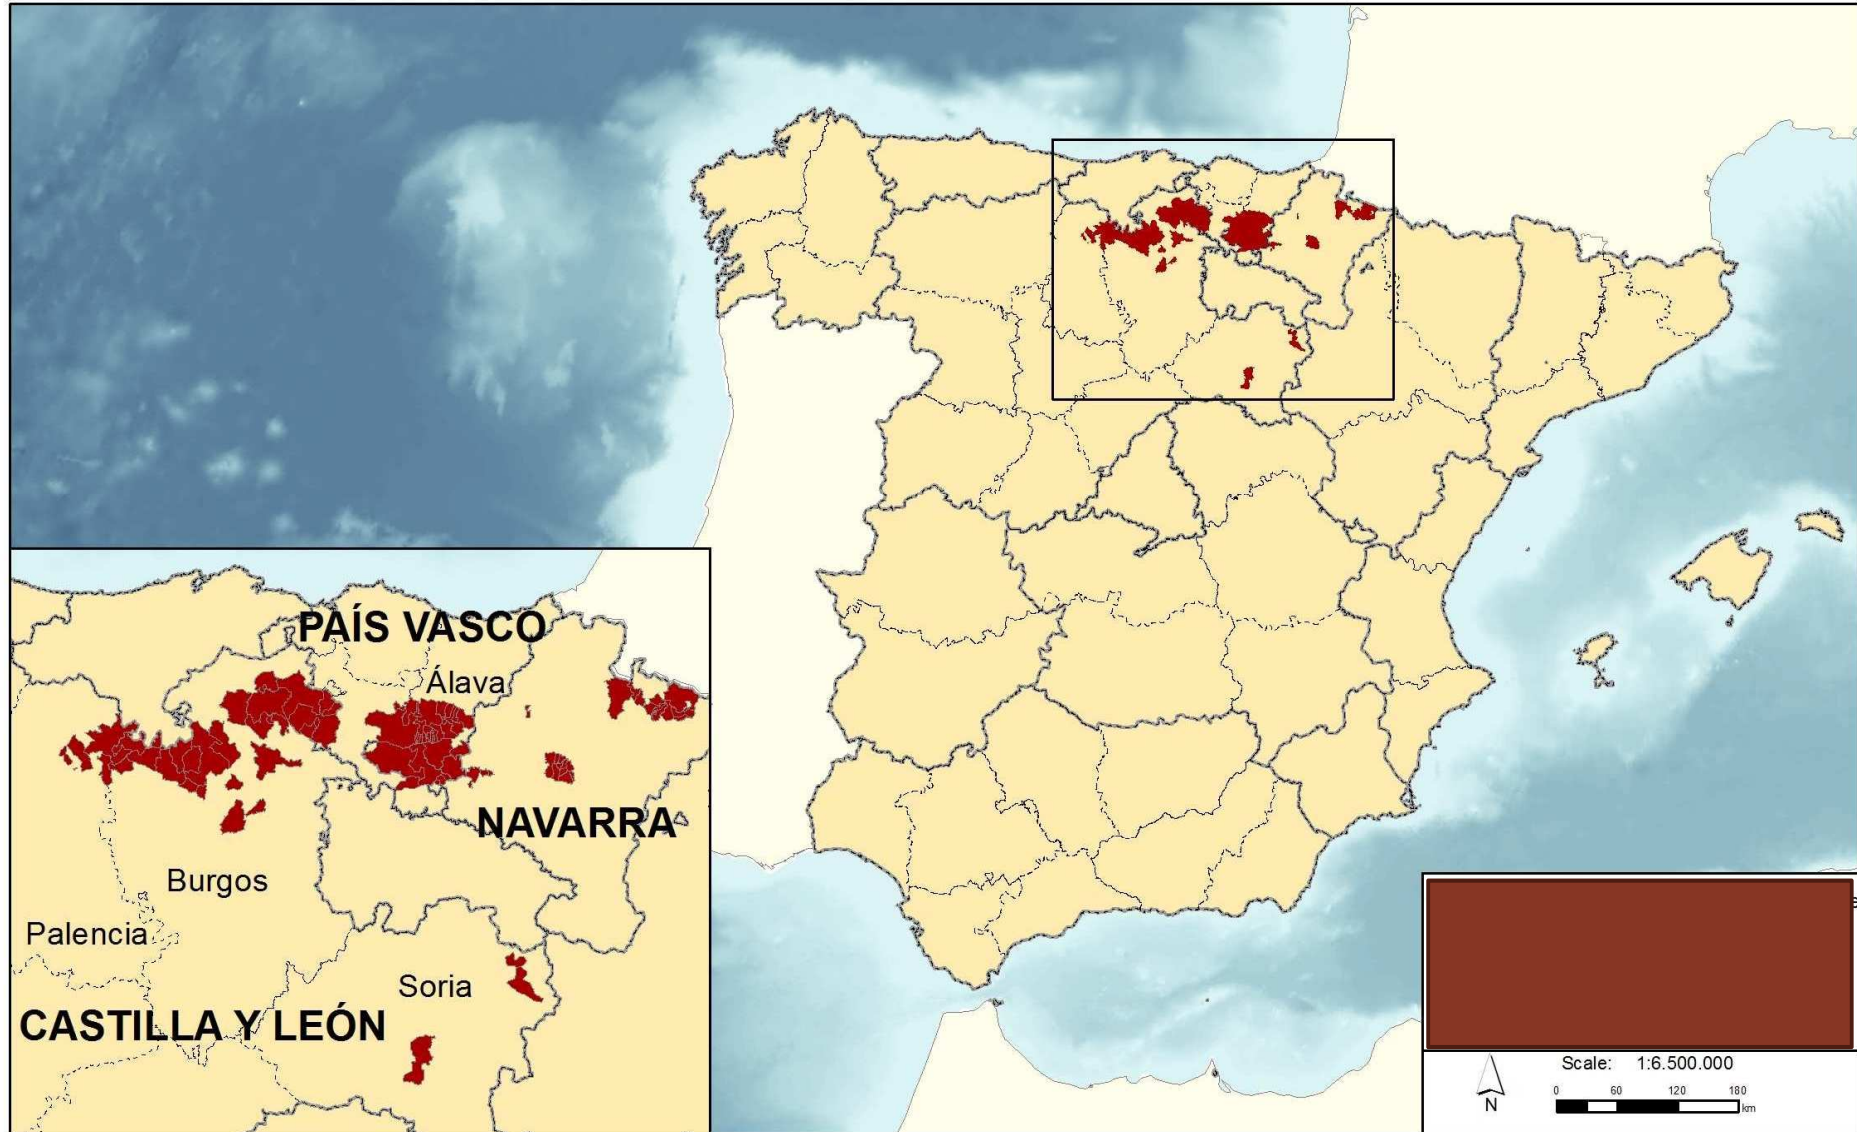 PAÍS VASCO
Álava
NAVARRA
Burgos
Palencia
Soria
CASTILLA Y LEÓN
Scale: 1:6.500.000
0 60 120 180
km
N